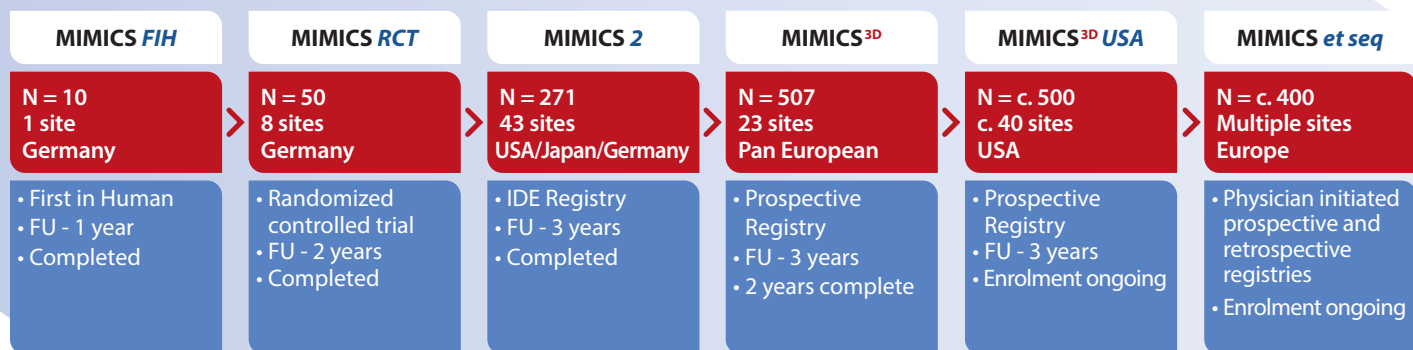 MIMICS FIH
N = 10
1 site
Germany
• First in Human
• FU - 1 year
• Completed
MIMICS RCT
N = 50
8 sites
Germany
• Randomized
controlled trial
• FU - 2 years
• Completed
MIMICS 2
N = 271
43 sites
USA/Japan/Germany
• IDE Registry
• FU - 3 years
• Completed
MIMICS3D
N = 507
23 sites
Pan European
• Prospective
Registry
• FU - 3 years
• 2 years complete
MIMICS3D USA
N = c. 500
c. 40 sites
USA
• Prospective
Registry
• FU - 3 years
• Enrolment ongoing
MIMICS et seq
N = c. 400
Multiple sites
Europe
• Physician initiated
prospective and
retrospective
registries
• Enrolment ongoing